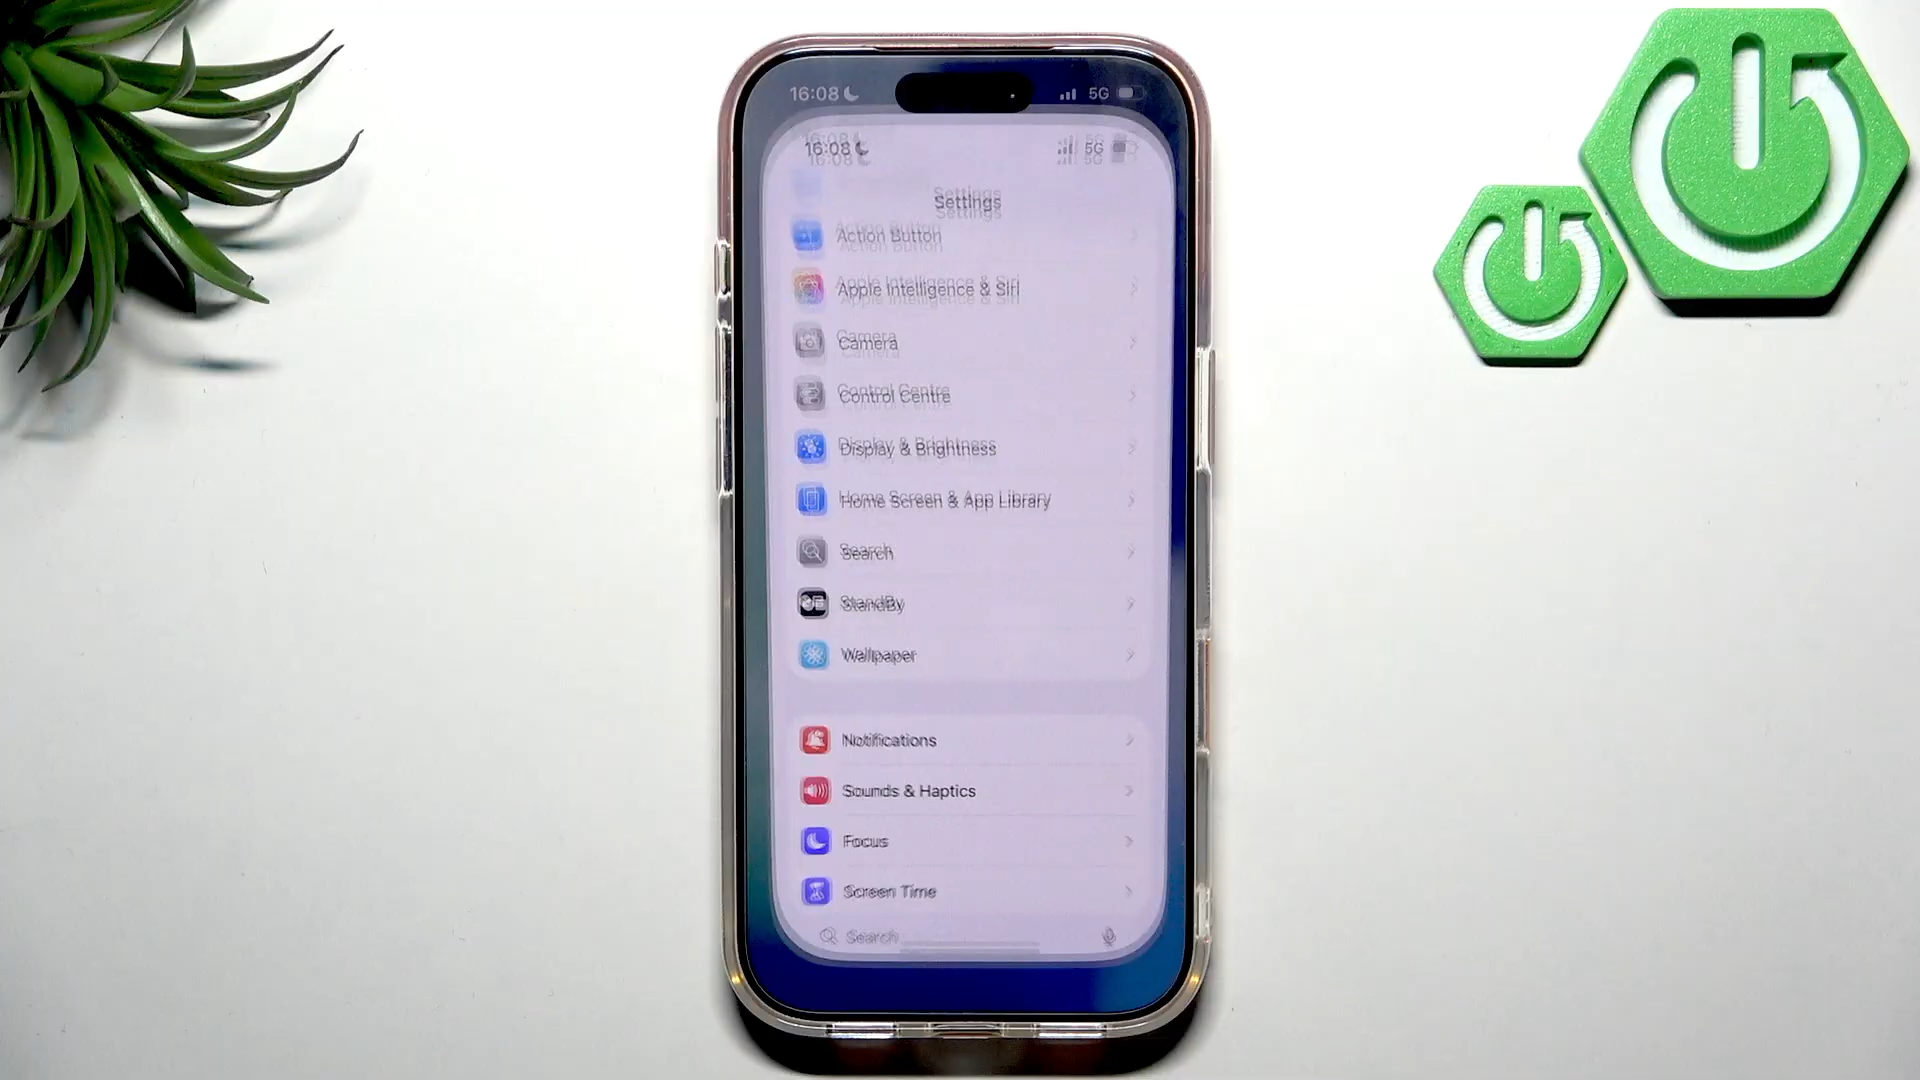 16:08 5G
16:08 5G
Settings
Action Button
Apple Intelligence & Siri
Camera
Control Centre
Display & Brightness
Home Screen & App Library
Search
StandBy
Wallpaper
Notifications
Sounds & Haptics
Focus
Screen Time
Search